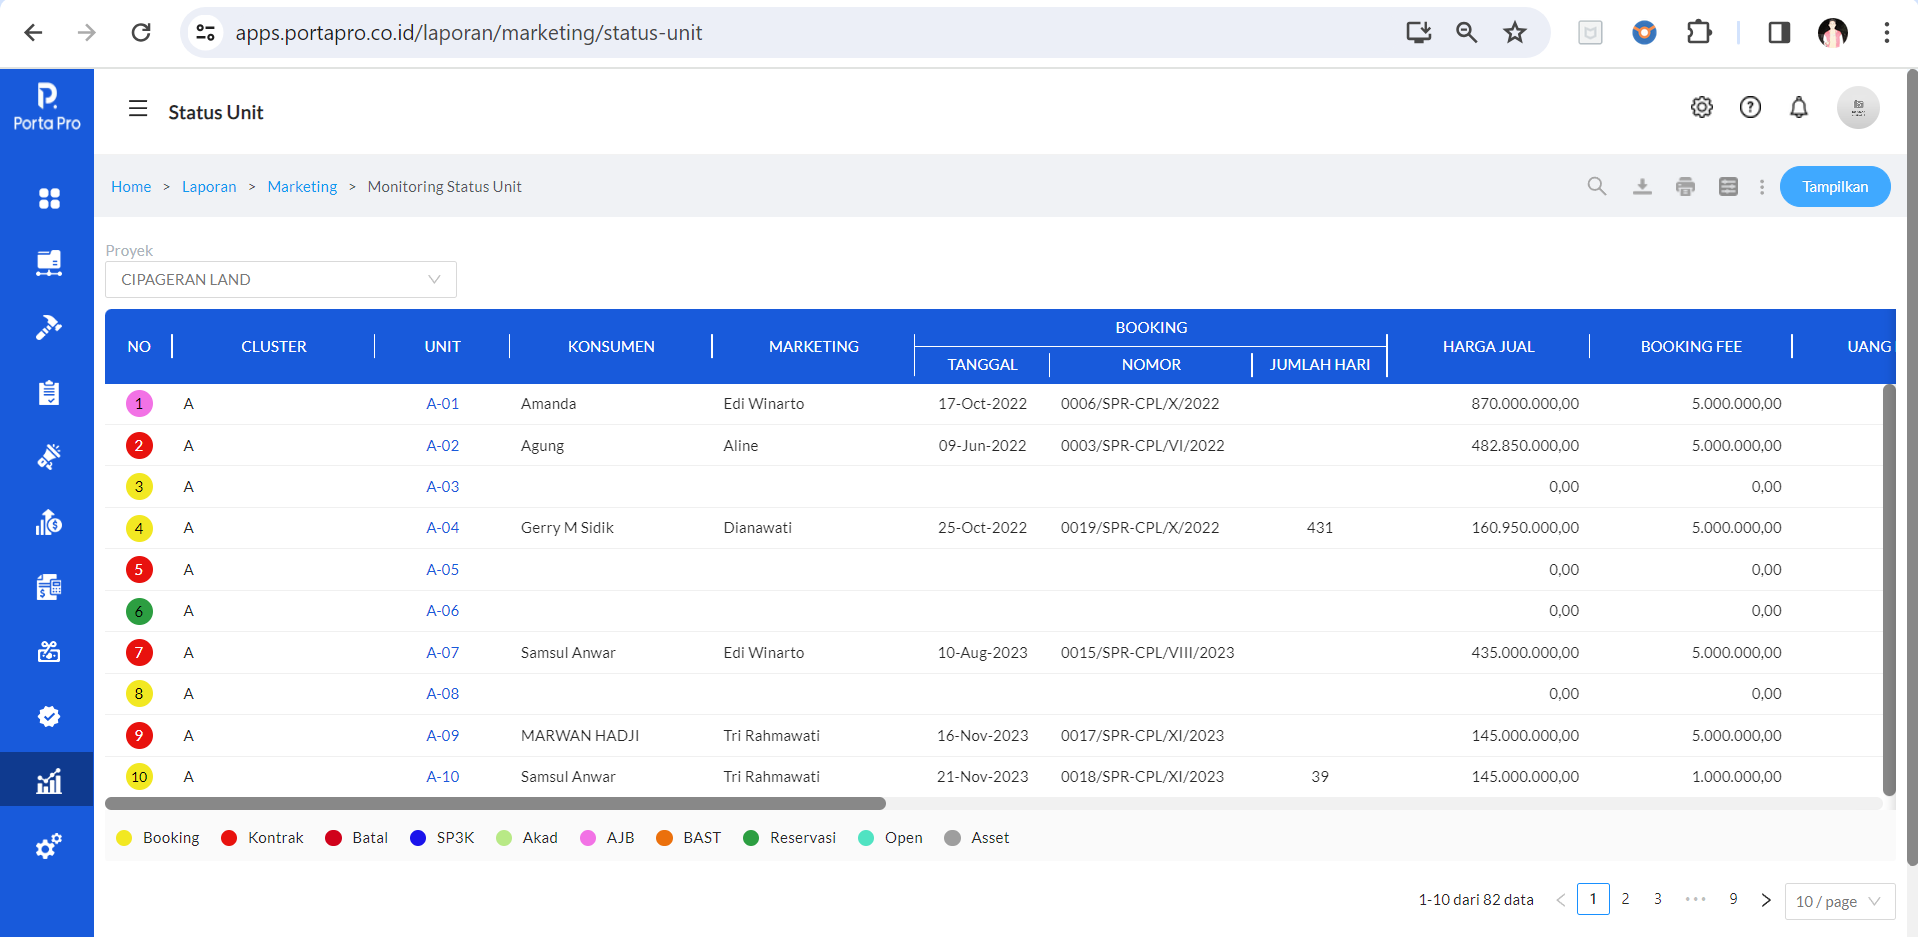 apps.portapro.co.id/laporan/marketing/status-unit
Porta Pro
Status Unit
Home > Laporan > Marketing > Monitoring Status Unit
Tampilkan
Proyek
CIPAGERAN LAND
NO CLUSTER UNIT KONSUMEN MARKETING BOOKING HARGA JUAL BOOKING FEE UANG
TANGGAL NOMOR JUMLAH HARI
1 A A-01 Amanda Edi Winarto 17-Oct-2022 0006/SPR-CPL/X/2022 870.000.000,00 5.000.000,00
2 A A-02 Agung Aline 09-Jun-2022 0003/SPR-CPL/VI/2022 482.850.000,00 5.000.000,00
3 A A-03 0,00 0,00
4 A A-04 Gerry M Sidik Dianawati 25-Oct-2022 0019/SPR-CPL/X/2022 431 160.950.000,00 5.000.000,00
5 A A-05 0,00 0,00
6 A A-06 0,00 0,00
7 A A-07 Samsul Anwar Edi Winarto 10-Aug-2023 0015/SPR-CPL/VIII/2023 435.000.000,00 5.000.000,00
8 A A-08 0,00 0,00
9 A A-09 MARWAN HADJI Tri Rahmawati 16-Nov-2023 0017/SPR-CPL/XI/2023 145.000.000,00 5.000.000,00
10 A A-10 Samsul Anwar Tri Rahmawati 21-Nov-2023 0018/SPR-CPL/XI/2023 39 145.000.000,00 1.000.000,00
Booking Kontrak Batal SP3K Akad AJB BAST Reservasi Open Asset
1-10 dari 82 data < 1 2 3 ••• 9 > 10 / page